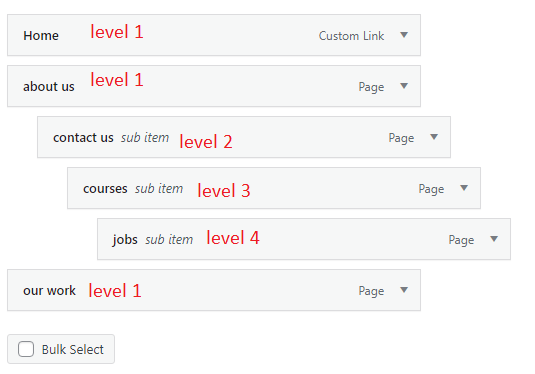 Home level 1 Custom Link
about us level 1 Page
contact us sub item level 2 Page
courses sub item level 3 Page
jobs sub item level 4 Page
our work level 1 Page
Bulk Select